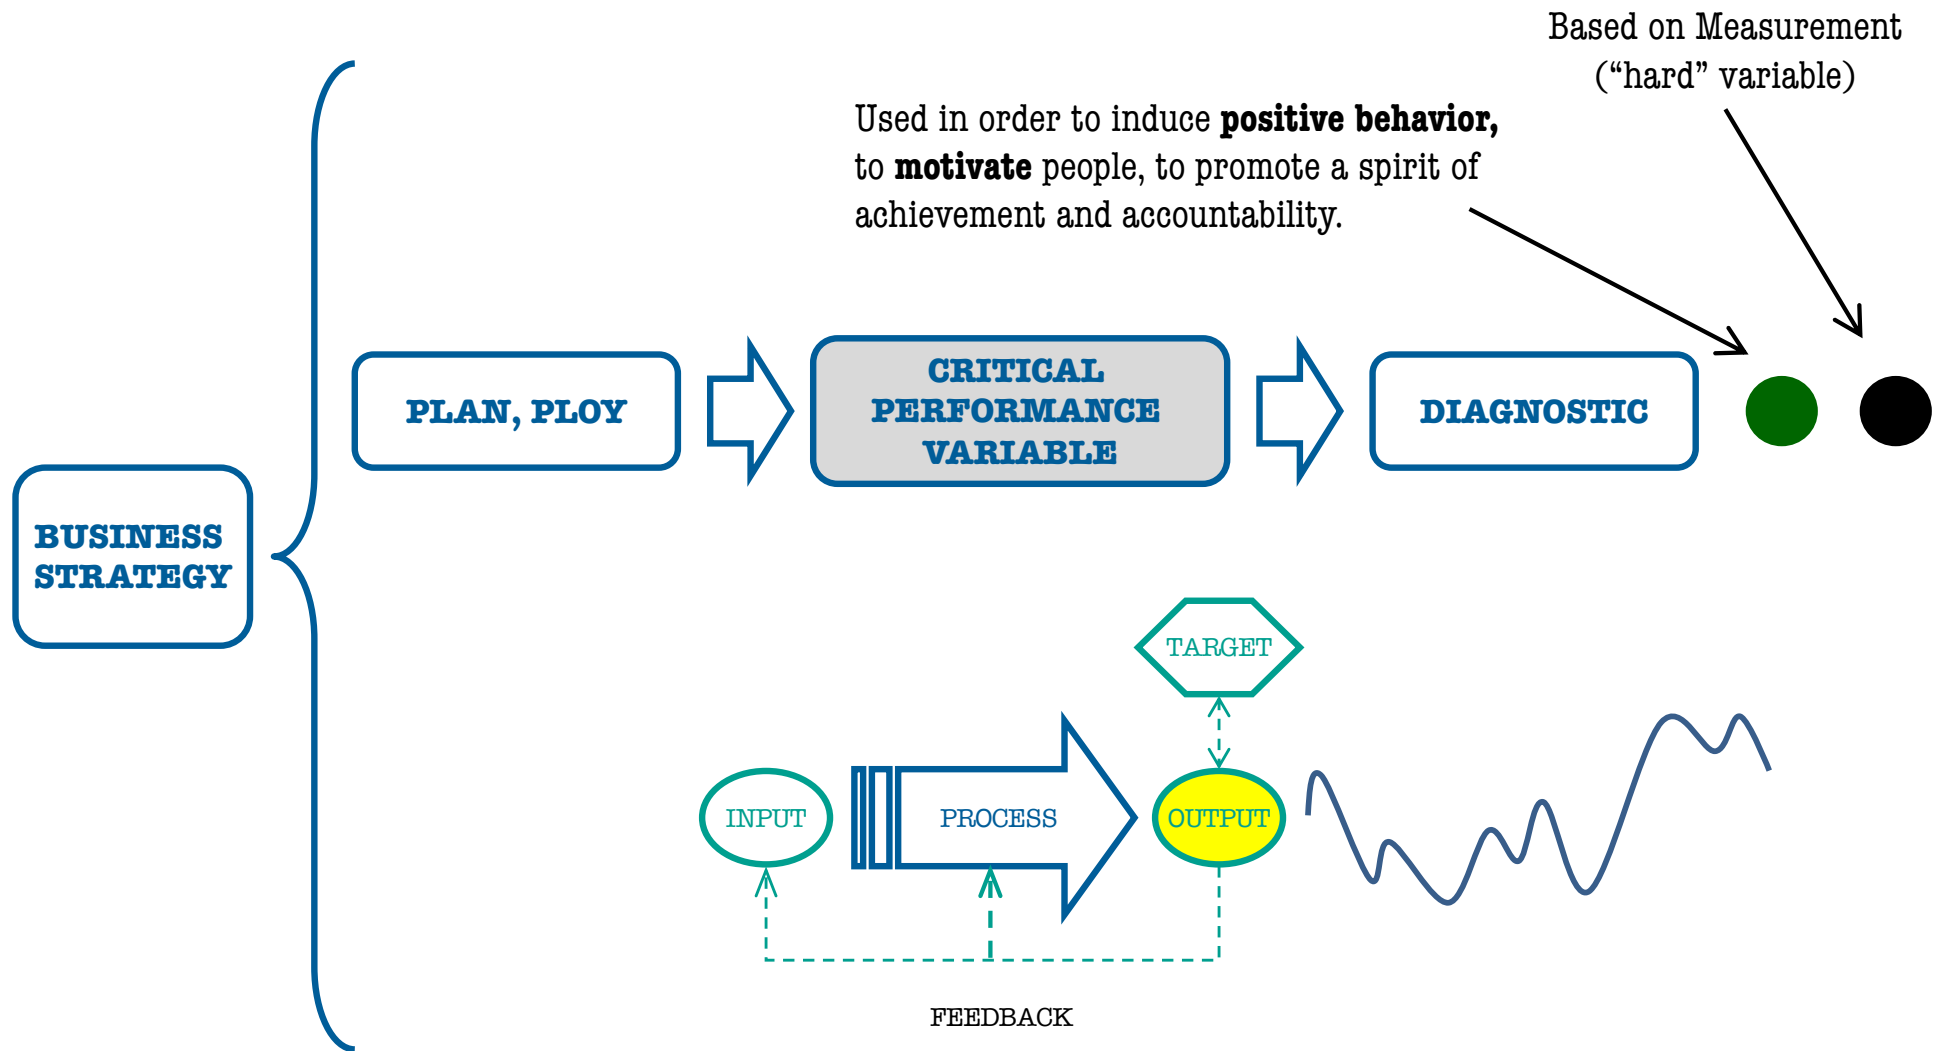 Based on Measurement
(“hard” variable)
Used in order to induce positive behavior,
to motivate people, to promote a spirit of
achievement and accountability.
PLAN, PLOY
CRITICAL
PERFORMANCE
VARIABLE
DIAGNOSTIC
BUSINESS
STRATEGY
TARGET
INPUT
PROCESS
OUTPUT
FEEDBACK